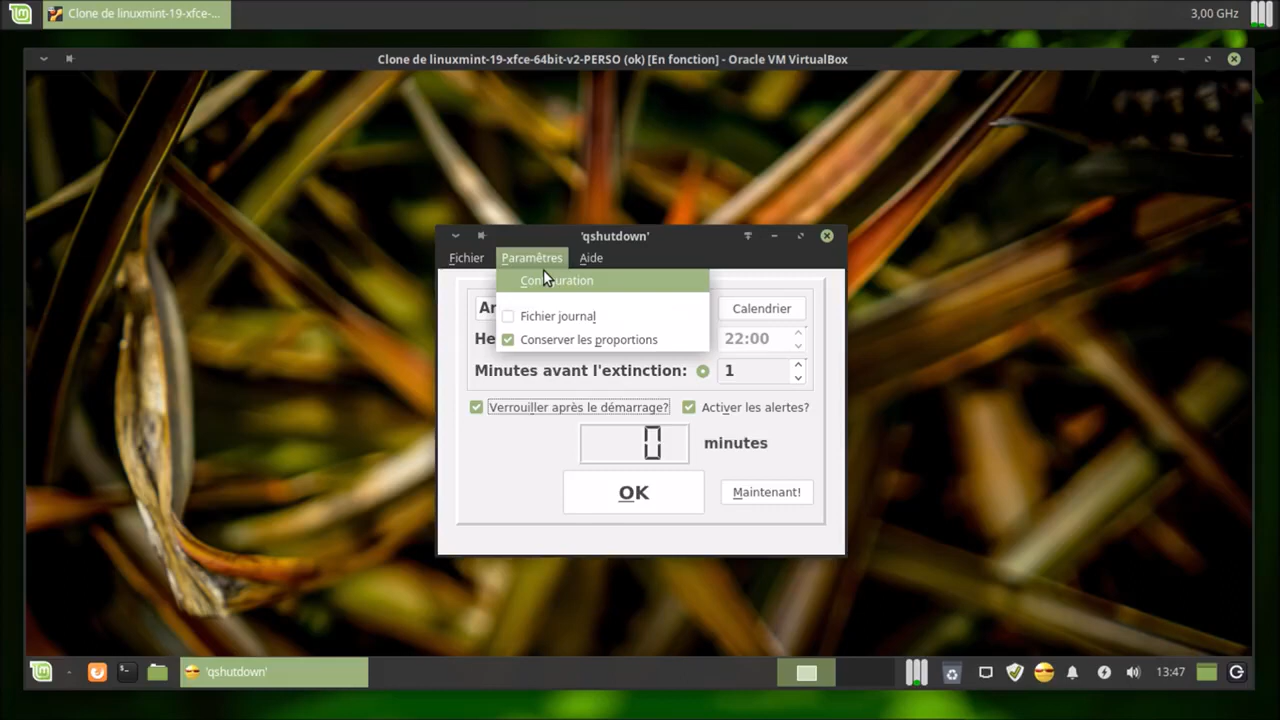 Clone de linuxmint-19-xfce-...
3,00 GHz
Clone de linuxmint-19-xfce-64bit-v2-PERSO (ok) [En fonction] - Oracle VM VirtualBox
'qshutdown'
Fichier Paramètres Aide
Fichier journal
Conserver les proportions
Calendrier
22:00
Minutes avant l'extinction: 1
Verrouiller après le démarrage? Activer les alertes?
0 minutes
OK Maintenant!
'qshutdown'
13:47